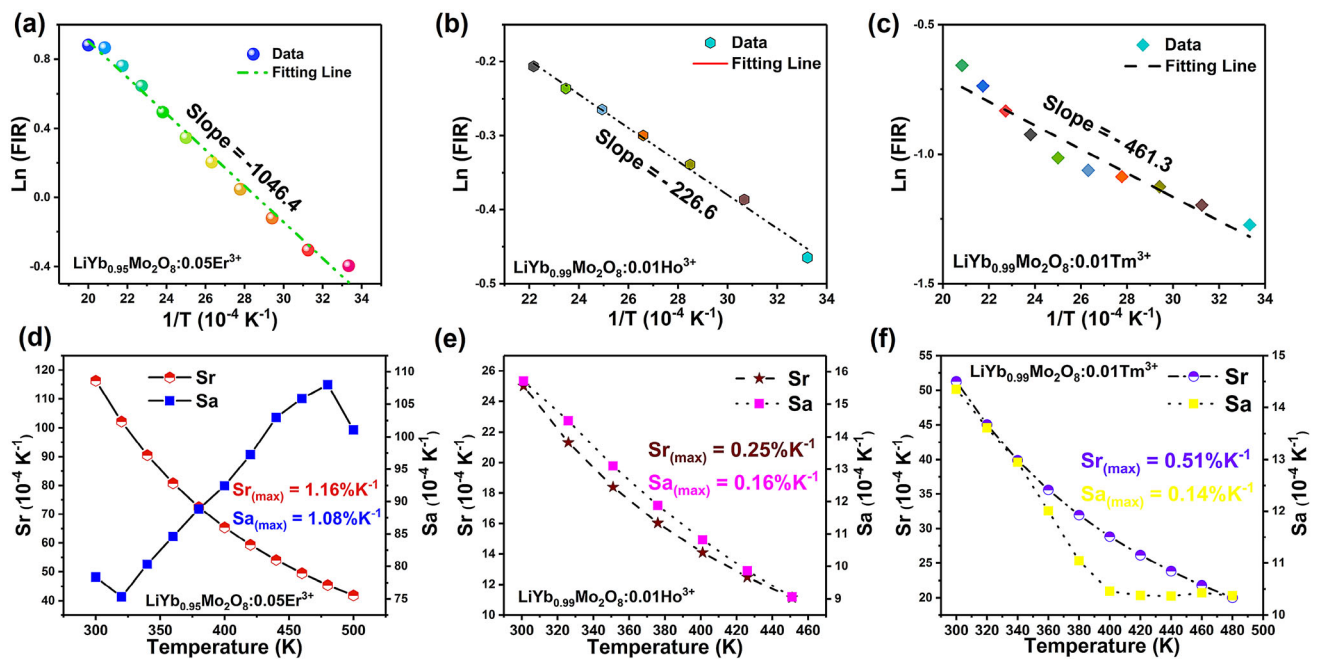 (a)
Ln (FIR)
0.8
0.4
0.0
-0.4
Data
Fitting Line
Slope = -1046.4
LiYb0.95Mo2O8:0.05Er3+
20 22 24 26 28 30 32 34
1/T (10-4 K-1)
(b)
Ln (FIR)
-0.2
-0.3
-0.4
-0.5
Data
Fitting Line
Slope = - 226.6
LiYb0.99Mo2O8:0.01Ho3+
22 24 26 28 30 32 34
1/T (10-4 K-1)
(c)
Ln (FIR)
-0.5
-1.0
-1.5
Data
Fitting Line
Slope = - 461.3
LiYb0.99Mo2O8:0.01Tm3+
20 22 24 26 28 30 32 34
1/T (10-4 K-1)
(d)
Sr (10-4 K-1)
120
110
100
90
80
70
60
50
40
Sr
Sa
Sr(max) = 1.16%K-1
Sa(max) = 1.08%K-1
LiYb0.95Mo2O8:0.05Er3+
110
105
100
95
90
85
80
75
Sa (10-4 K-1)
300 350 400 450 500
Temperature (K)
(e)
Sr (10-4 K-1)
26
24
22
20
18
16
14
12
10
Sr
Sa
Sr(max) = 0.25%K-1
Sa(max) = 0.16%K-1
LiYb0.99Mo2O8:0.01Ho3+
16
15
14
13
12
11
10
9
Sa (10-4 K-1)
300 320 340 360 380 400 420 440 460
Temperature (K)
(f)
Sr (10-4 K-1)
55
50
45
40
35
30
25
20
LiYb0.99Mo2O8:0.01Tm3+
Sr
Sa
Sr(max) = 0.51%K-1
Sa(max) = 0.14%K-1
15
14
13
12
11
10
Sa (10-4 K-1)
300 320 340 360 380 400 420 440 460 480 500
Temperature (K)